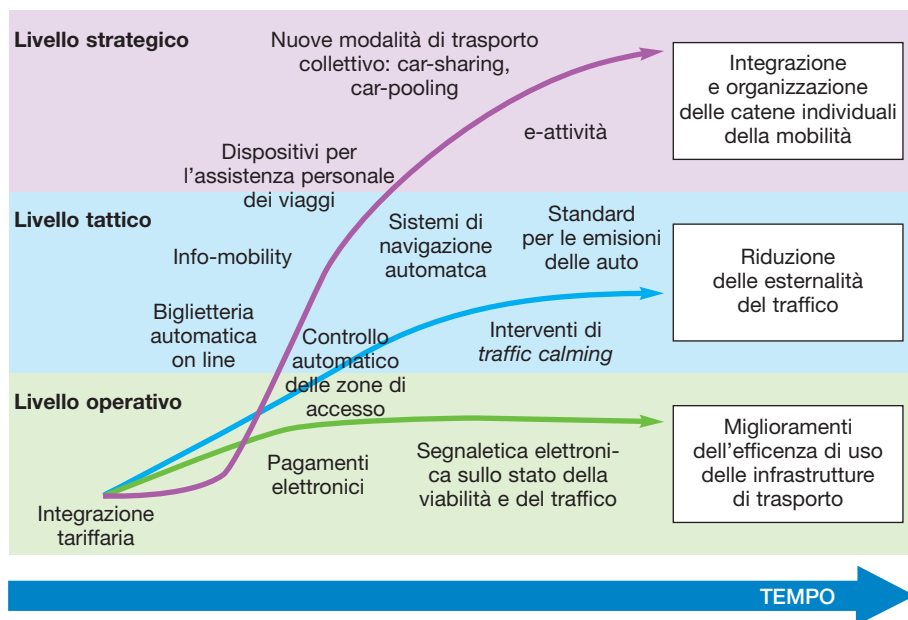 Livello strategico
Nuove modalità di trasporto
collettivo: car-sharing,
car-pooling
Integrazione
e organizzazione
delle catene individuali
della mobilità
e-attività
Dispositivi per
l'assistenza personale
dei viaggi
Livello tattico
Sistemi di
navigazione
automatca
Standard
per le emisioni
delle auto
Info-mobility
Riduzione
delle esternalità
del traffico
Biglietteria
automatica
on line
Controllo
automatico
delle zone di
accesso
Interventi di
traffic calming
Livello operativo
Miglioramenti
dell'efficenza di uso
delle infrastrutture
di trasporto
Pagamenti
elettronici
Segnaletica elettroni-
ca sullo stato della
viabilità e del traffico
Integrazione
tariffaria
TEMPO